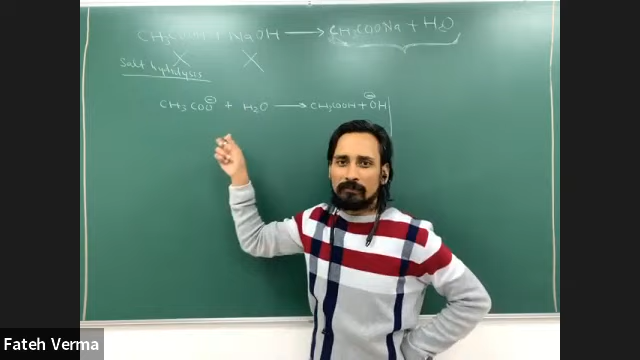 CH₃COOH + NaOH ⟶ CH₃COONa + H₂O
Salt hydrolysis
CH₃COO⊖ + H₂O ⟶ CH₃COOH + ⊖OH
Fateh Verma